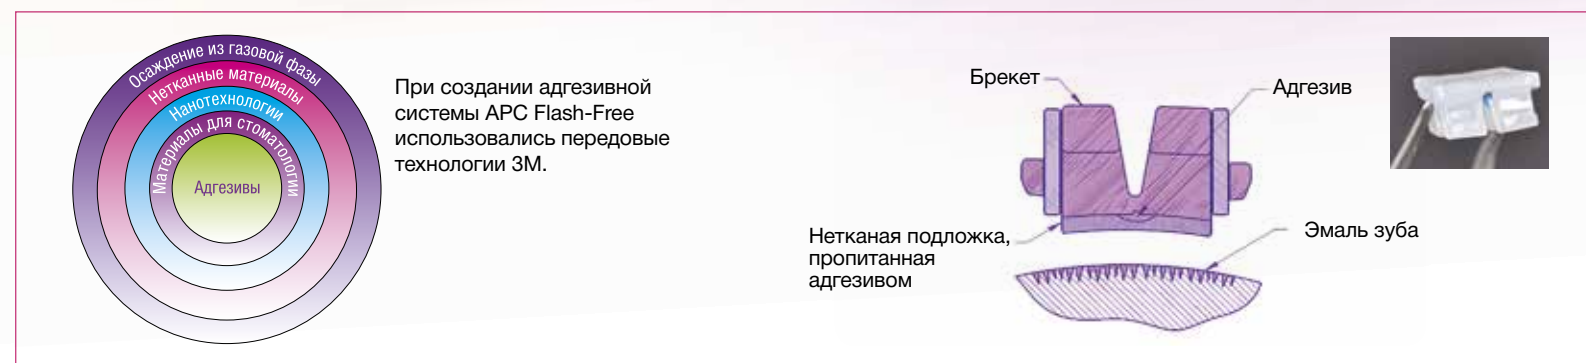 Осаждение из газовой фазы
Нетканные материалы
Нанотехнологии
Материалы для стоматологии
Адгезивы
При создании адгезивной
системы APC Flash-Free
использовались передовые
технологии 3М.
Брекет
Адгезив
Нетканая подложка,
пропитанная
адгезивом
Эмаль зуба